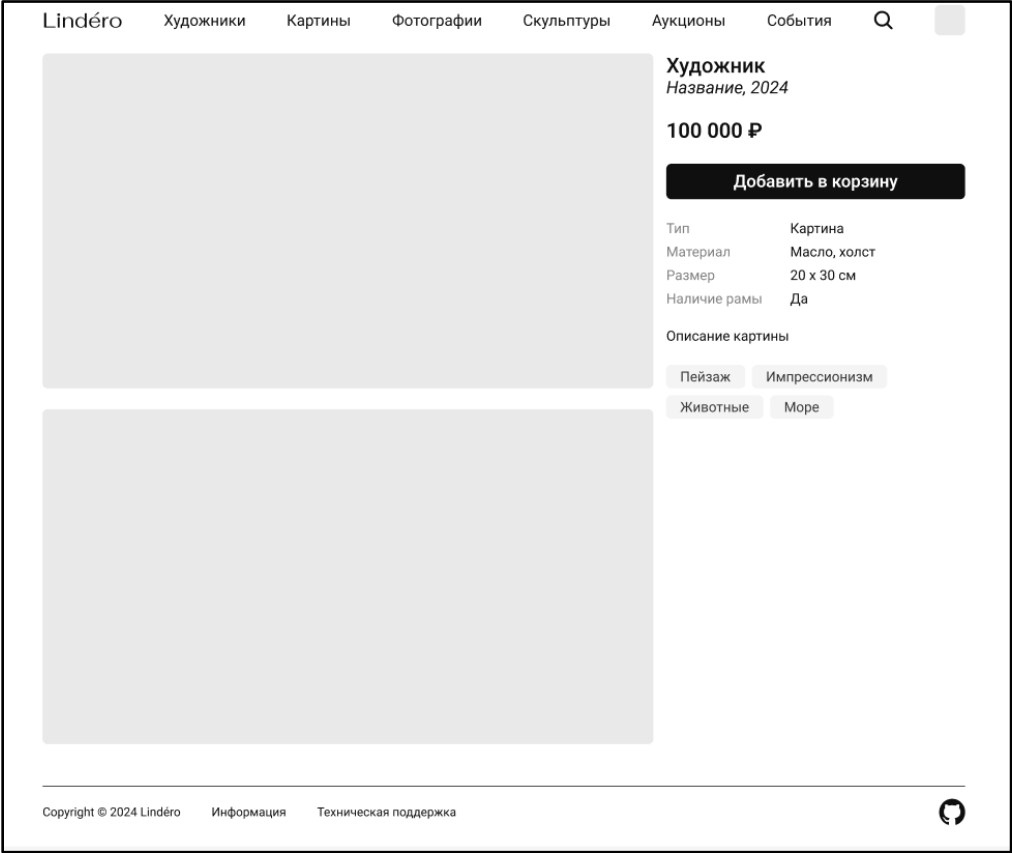 Lindéro Художники Картины Фотографии Скульптуры Аукционы События
Художник
Название, 2024
100 000 ₽
Добавить в корзину
Тип Картина
Материал Масло, холст
Размер 20 x 30 см
Наличие рамы Да
Описание картины
Пейзаж Импрессионизм
Животные Море
Copyright © 2024 Lindéro Информация Техническая поддержка